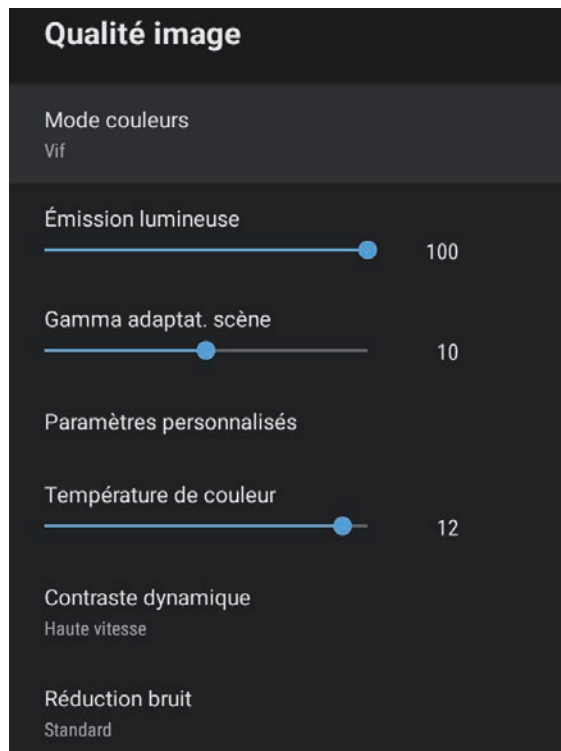 Qualité image
Mode couleurs
Vif
Émission lumineuse
100
Gamma adaptat. scène
10
Paramètres personnalisés
Température de couleur
12
Contraste dynamique
Haute vitesse
Réduction bruit
Standard